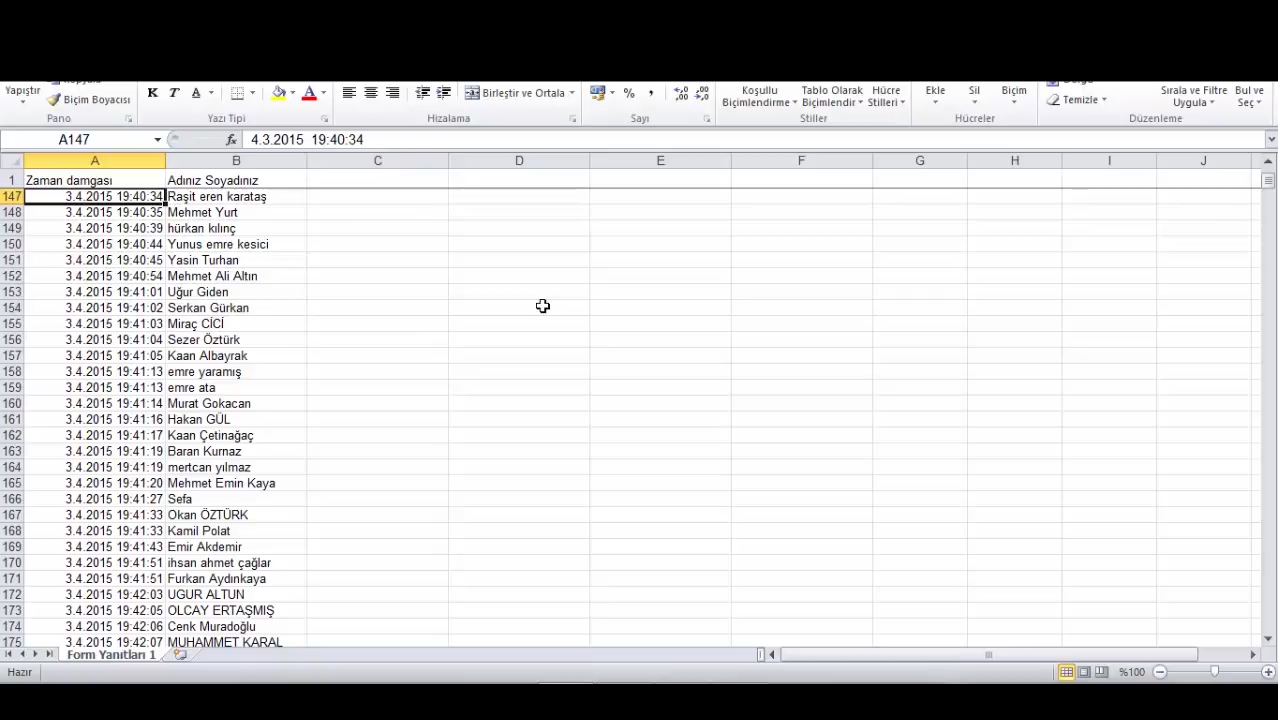 Yapıştır
Biçim Boyacısı
Pano
K T A
A
Yazı Tipi
Birleştir ve Ortala
Hizalama
%
,
Sayı
Koşullu Biçimlendirme
Tablo Olarak Biçimlendir
Hücre Stilleri
Stiller
Ekle
Sil
Biçim
Hücreler
Temizle
Sırala ve Filtre Uygula
Bul ve Seç
Düzenleme
A147
fx
4.3.2015 19:40:34
A B C D E F G H I J
1 Zaman damgası Adınız Soyadınız
147 3.4.2015 19:40:34 Raşit eren karataş
148 3.4.2015 19:40:35 Mehmet Yurt
149 3.4.2015 19:40:39 hürkan kılınç
150 3.4.2015 19:40:44 Yunus emre kesici
151 3.4.2015 19:40:45 Yasin Turhan
152 3.4.2015 19:40:54 Mehmet Ali Altın
153 3.4.2015 19:41:01 Uğur Giden
154 3.4.2015 19:41:02 Serkan Gürkan
155 3.4.2015 19:41:03 Miraç CİCİ
156 3.4.2015 19:41:04 Sezer Öztürk
157 3.4.2015 19:41:05 Kaan Albayrak
158 3.4.2015 19:41:13 emre yaramış
159 3.4.2015 19:41:13 emre ata
160 3.4.2015 19:41:14 Murat Gokacan
161 3.4.2015 19:41:16 Hakan GÜL
162 3.4.2015 19:41:17 Kaan Çetinağaç
163 3.4.2015 19:41:19 Baran Kurnaz
164 3.4.2015 19:41:19 mertcan yılmaz
165 3.4.2015 19:41:20 Mehmet Emin Kaya
166 3.4.2015 19:41:27 Sefa
167 3.4.2015 19:41:33 Okan ÖZTÜRK
168 3.4.2015 19:41:33 Kamil Polat
169 3.4.2015 19:41:43 Emir Akdemir
170 3.4.2015 19:41:51 ihsan ahmet çağlar
171 3.4.2015 19:41:51 Furkan Aydınkaya
172 3.4.2015 19:42:03 UGUR ALTUN
173 3.4.2015 19:42:05 OLCAY ERTAŞMIŞ
174 3.4.2015 19:42:06 Cenk Muradoğlu
175 3.4.2015 19:42:07 MUHAMMET KARAL
Form Yanıtları 1
Hazır
%100